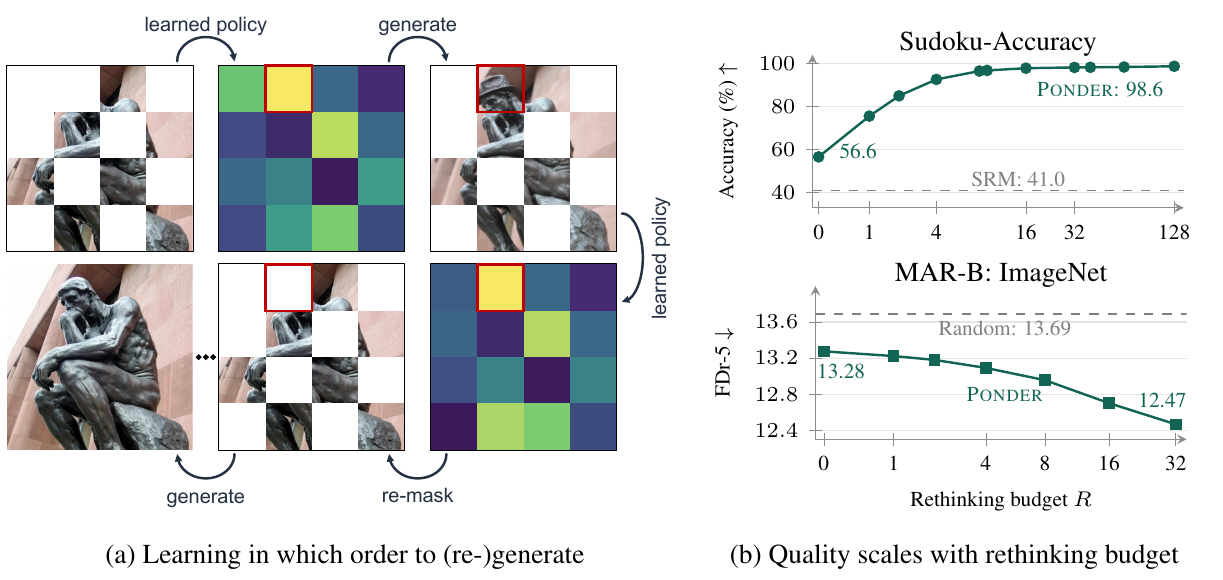 learned policy
generate
learned policy
re-mask
generate
(a) Learning in which order to (re-)generate
Sudoku-Accuracy
Accuracy (%) ↑
100
80
60
40
56.6
PONDER: 98.6
SRM: 41.0
0 1 4 16 32 128
MAR-B: ImageNet
FDr-5 ↓
13.6
13.2
12.8
12.4
Random: 13.69
13.28
PONDER
12.47
0 1 4 8 16 32
Rethinking budget R
(b) Quality scales with rethinking budget